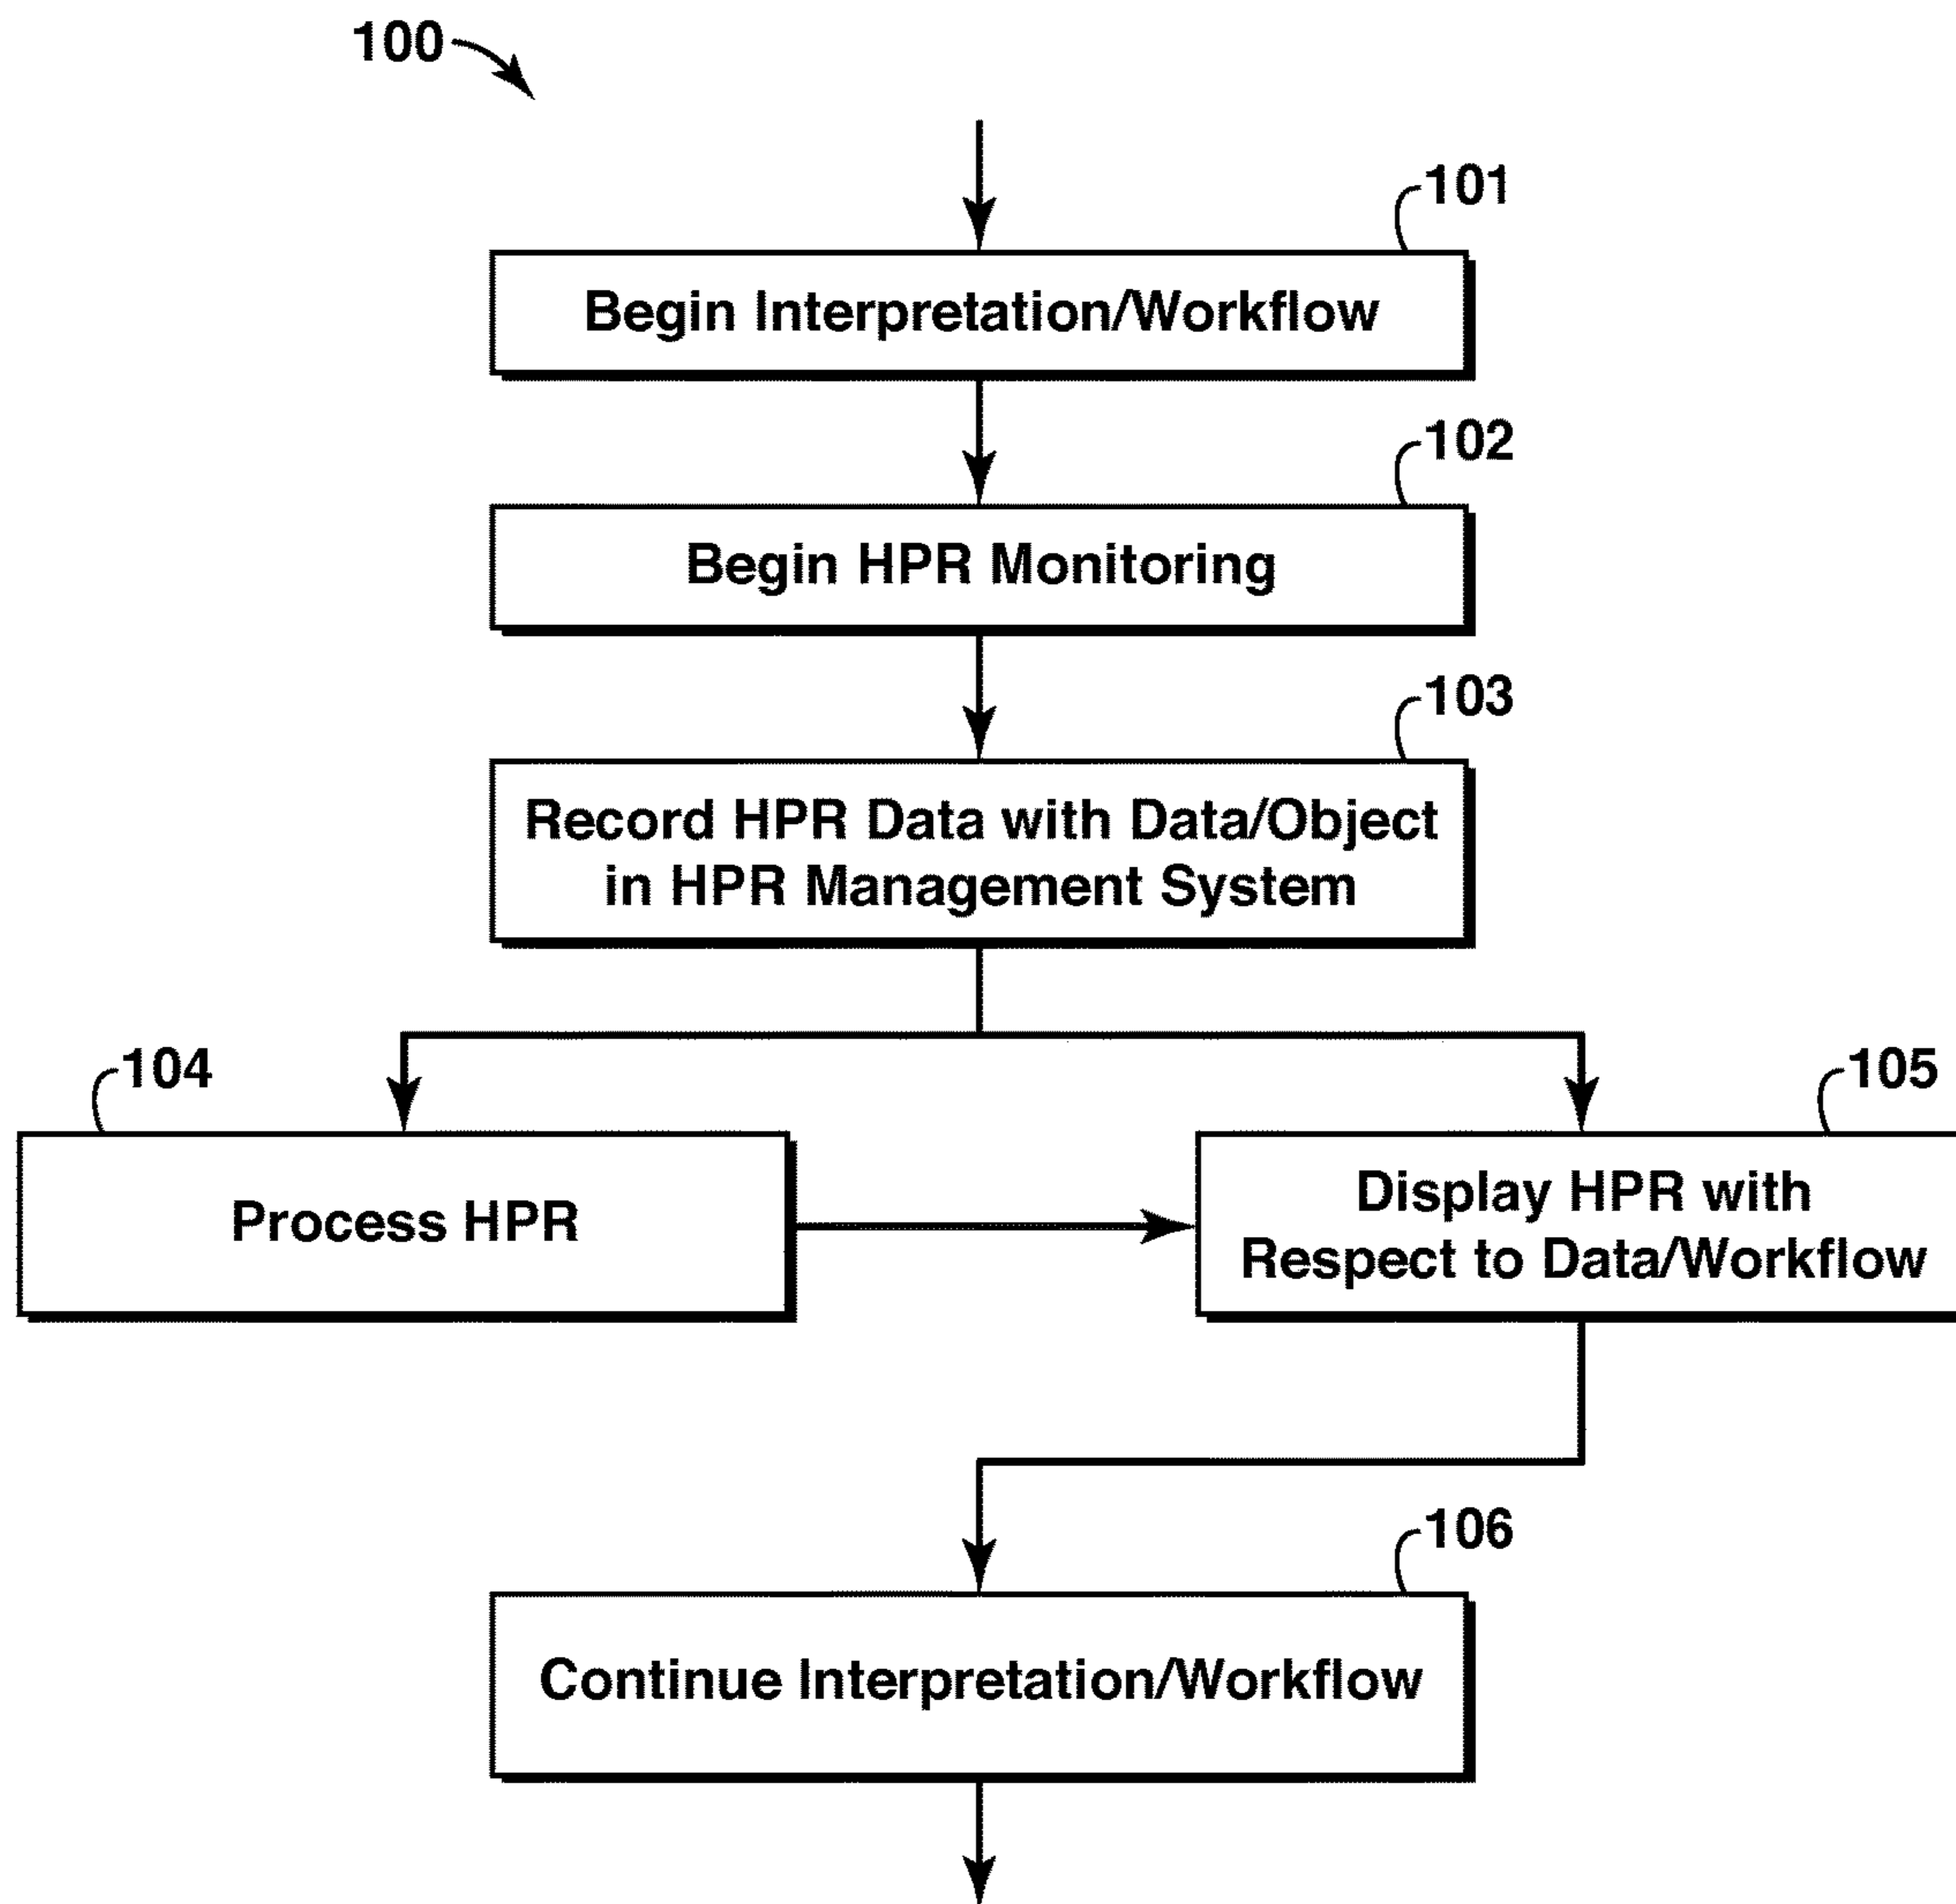 100
101
Begin Interpretation/Workflow
102
Begin HPR Monitoring
103
Record HPR Data with Data/Object
in HPR Management System
104
Process HPR
105
Display HPR with
Respect to Data/Workflow
106
Continue Interpretation/Workflow